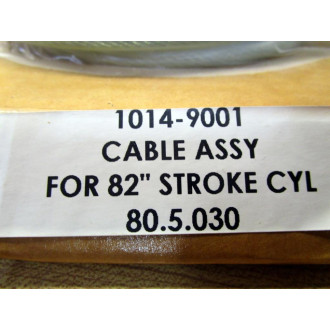 1014-9001
CABLE ASSY
FOR 82" STROKE CYL
80.5.030